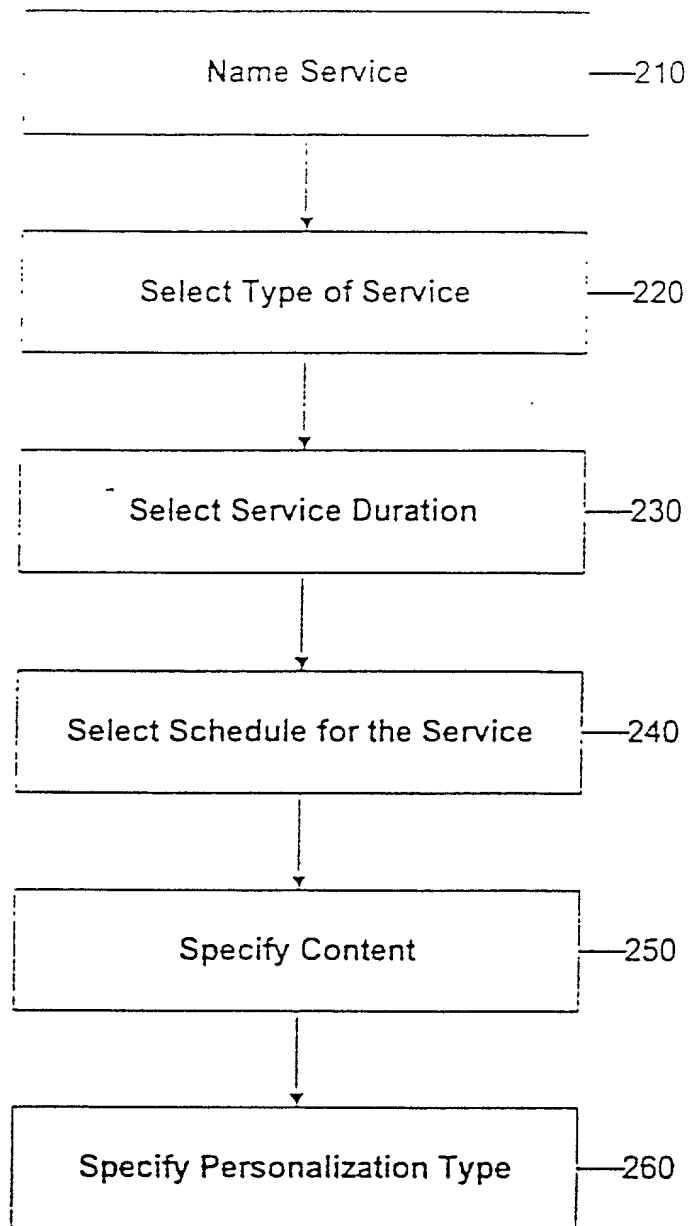 Name Service 210
Select Type of Service 220
Select Service Duration 230
Select Schedule for the Service 240
Specify Content 250
Specify Personalization Type 260